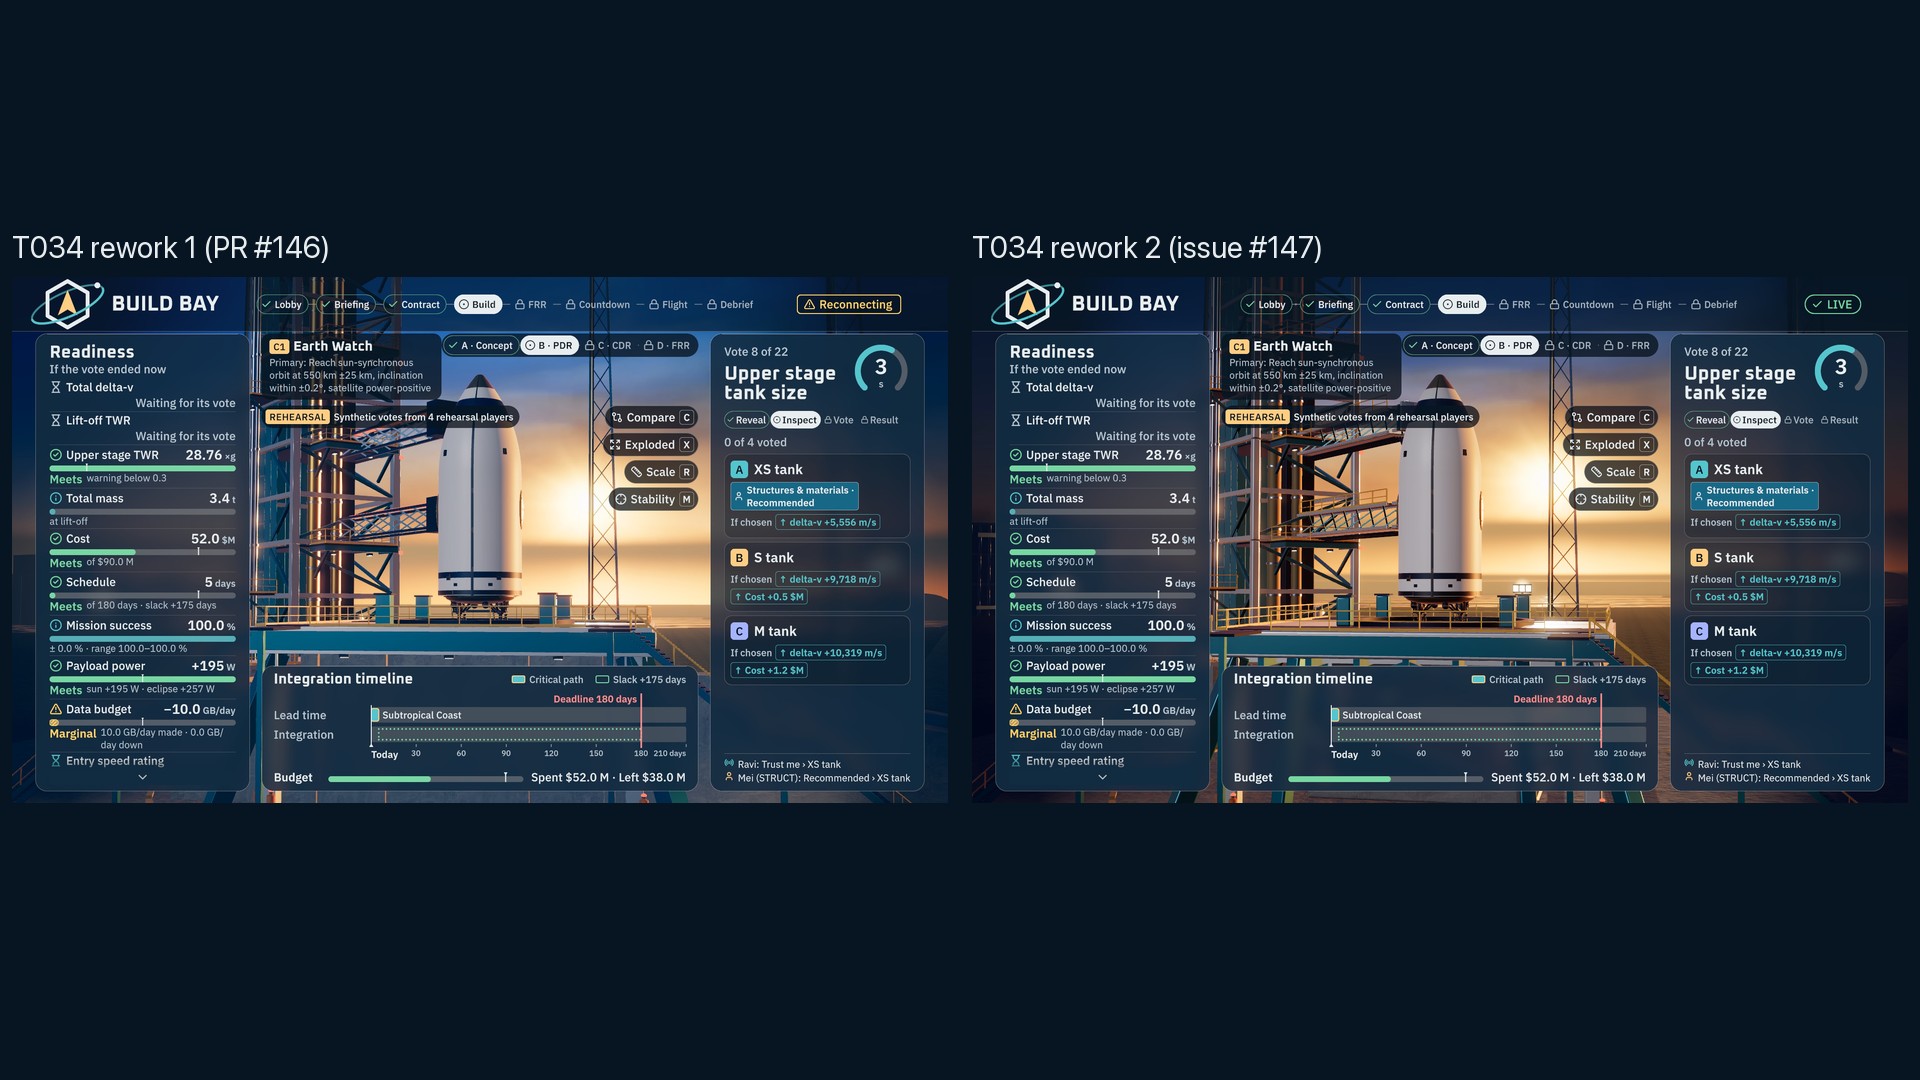 T034 rework 1 (PR #146)
BUILD BAY
Lobby
Briefing
Contract
Build
FRR
Countdown
Flight
Debrief
Reconnecting
Readiness
If the vote ended now
Total delta-v
Waiting for its vote
Lift-off TWR
Waiting for its vote
Upper stage TWR 28.76 ×g
Meets warning below 0.3
Total mass 3.4 t
at lift-off
Cost 52.0 $M
Meets of $90.0 M
Schedule 5 days
Meets of 180 days · slack +175 days
Mission success 100.0 %
± 0.0 % · range 100.0–100.0 %
Payload power +195 W
Meets sun +195 W · eclipse +257 W
Data budget −10.0 GB/day
Marginal 10.0 GB/day made · 0.0 GB/
day down
Entry speed rating
C1 Earth Watch
Primary: Reach sun-synchronous
orbit at 550 km ±25 km, inclination
within ±0.2°, satellite power-positive
A · Concept
B · PDR
C · CDR
D · FRR
REHEARSAL Synthetic votes from 4 rehearsal players
Compare C
Exploded X
Scale R
Stability M
Integration timeline
Critical path
Slack +175 days
Deadline 180 days
Lead time
Subtropical Coast
Integration
Today 30 60 90 120 150 180 210 days
Budget
Spent $52.0 M · Left $38.0 M
Vote 8 of 22
Upper stage
tank size
3
s
Reveal
Inspect
Vote
Result
0 of 4 voted
A XS tank
Structures & materials ·
Recommended
If chosen ↑ delta-v +5,556 m/s
B S tank
If chosen ↑ delta-v +9,718 m/s
↑ Cost +0.5 $M
C M tank
If chosen ↑ delta-v +10,319 m/s
↑ Cost +1.2 $M
Ravi: Trust me › XS tank
Mei (STRUCT): Recommended › XS tank
T034 rework 2 (issue #147)
BUILD BAY
Lobby
Briefing
Contract
Build
FRR
Countdown
Flight
Debrief
LIVE
Readiness
If the vote ended now
Total delta-v
Waiting for its vote
Lift-off TWR
Waiting for its vote
Upper stage TWR 28.76 ×g
Meets warning below 0.3
Total mass 3.4 t
at lift-off
Cost 52.0 $M
Meets of $90.0 M
Schedule 5 days
Meets of 180 days · slack +175 days
Mission success 100.0 %
± 0.0 % · range 100.0–100.0 %
Payload power +195 W
Meets sun +195 W · eclipse +257 W
Data budget −10.0 GB/day
Marginal 10.0 GB/day made · 0.0 GB/
day down
Entry speed rating
C1 Earth Watch
Primary: Reach sun-synchronous
orbit at 550 km ±25 km, inclination
within ±0.2°, satellite power-positive
A · Concept
B · PDR
C · CDR
D · FRR
REHEARSAL Synthetic votes from 4 rehearsal players
Compare C
Exploded X
Scale R
Stability M
Integration timeline
Critical path
Slack +175 days
Deadline 180 days
Lead time
Subtropical Coast
Integration
Today 30 60 90 120 150 180 210 days
Budget
Spent $52.0 M · Left $38.0 M
Vote 8 of 22
Upper stage
tank size
3
s
Reveal
Inspect
Vote
Result
0 of 4 voted
A XS tank
Structures & materials ·
Recommended
If chosen ↑ delta-v +5,556 m/s
B S tank
If chosen ↑ delta-v +9,718 m/s
↑ Cost +0.5 $M
C M tank
If chosen ↑ delta-v +10,319 m/s
↑ Cost +1.2 $M
Ravi: Trust me › XS tank
Mei (STRUCT): Recommended › XS tank